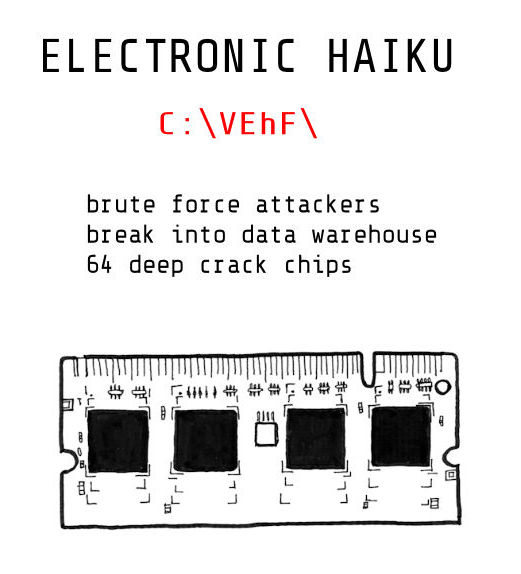 ELECTRONIC HAIKU
C:\VEhF\
brute force attackers
break into data warehouse
64 deep crack chips